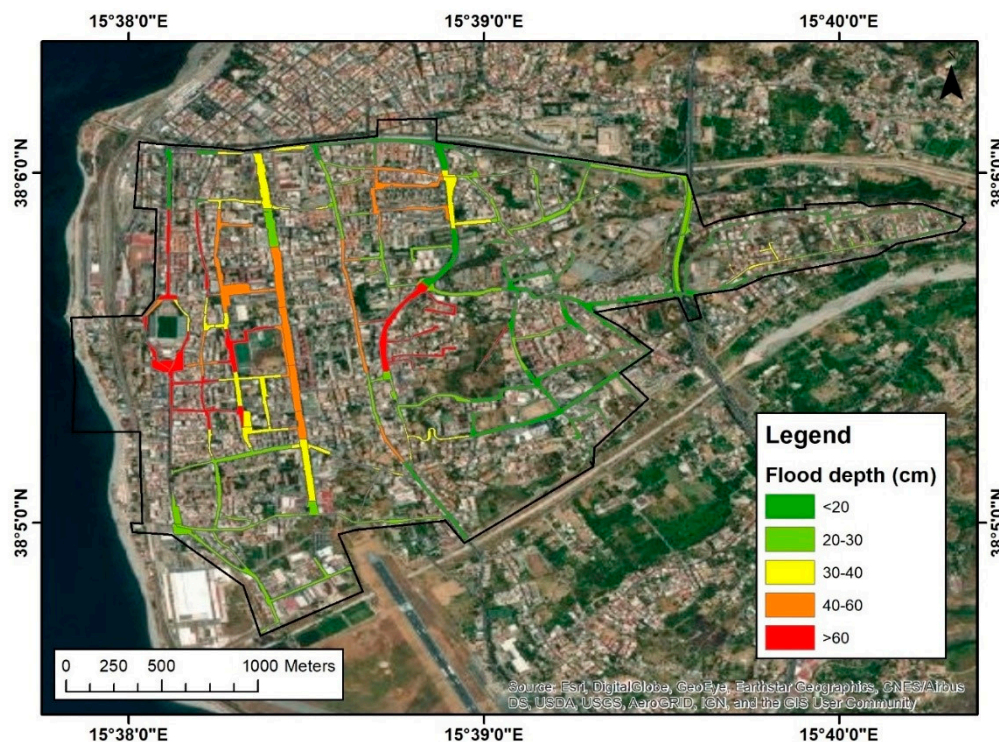 15°38'0"E 15°39'0"E 15°40'0"E
38°6'0"N 38°6'0"N
38°5'0"N 38°5'0"N
Legend
Flood depth (cm)
<20
20-30
30-40
40-60
>60
0 250 500 1000 Meters
Source: Esri, DigitalGlobe, GeoEye, Earthstar Geographics, CNES/Airbus
DS, USDA, USGS, AeroGRID, IGN, and the GIS User Community
15°38'0"E 15°39'0"E 15°40'0"E